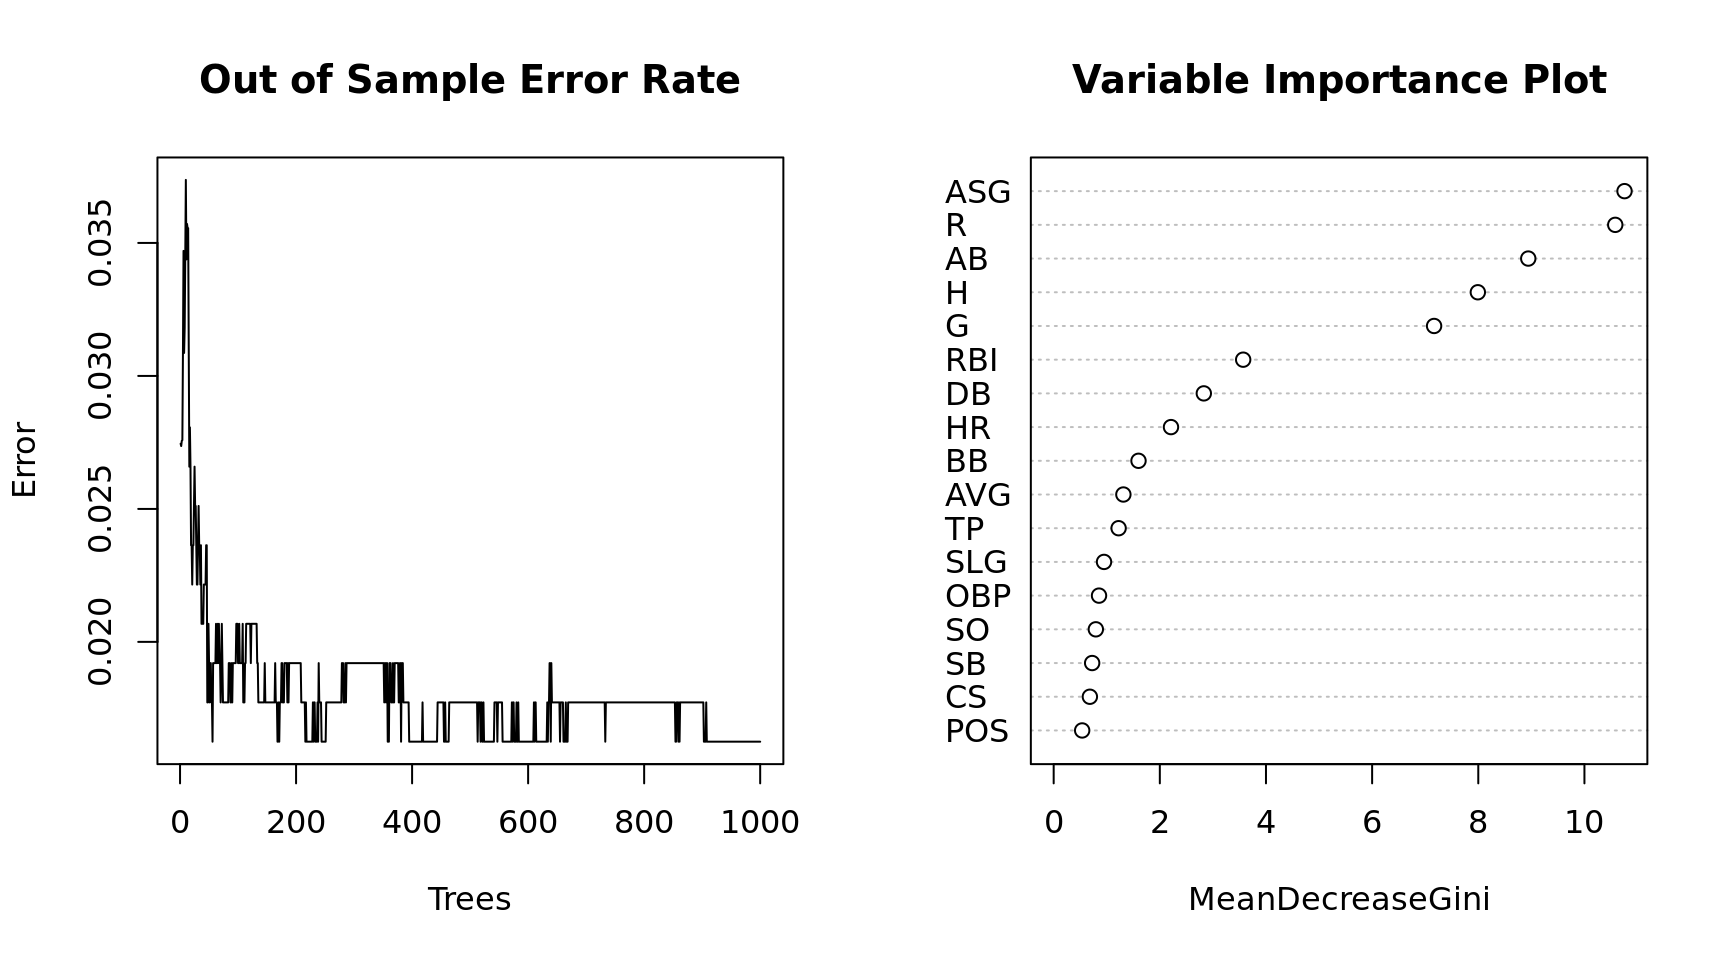 Out of Sample Error Rate
Error
0.035
0.030
0.025
0.020
0 200 400 600 800 1000
Trees
Variable Importance Plot
ASG
R
AB
H
G
RBI
DB
HR
BB
AVG
TP
SLG
OBP
SO
SB
CS
POS
0 2 4 6 8 10
MeanDecreaseGini